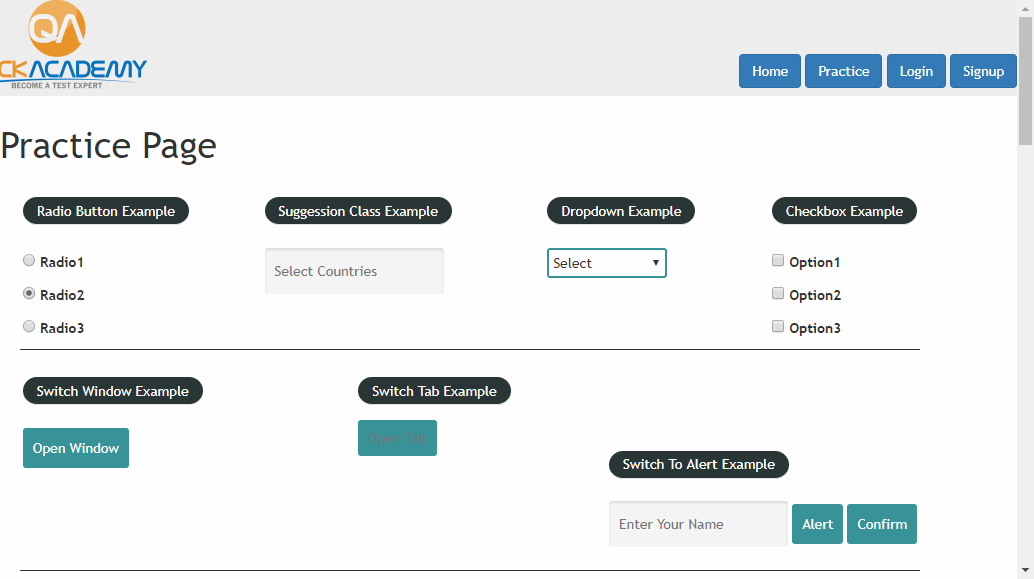 QA
CKACADEMY
BECOME A TEST EXPERT
Home Practice Login Signup
Practice Page
Radio Button Example
Radio1
Radio2
Radio3
Suggession Class Example
Select Countries
Dropdown Example
Select
Checkbox Example
Option1
Option2
Option3
Switch Window Example
Open Window
Switch Tab Example
Open Tab
Switch To Alert Example
Enter Your Name Alert Confirm